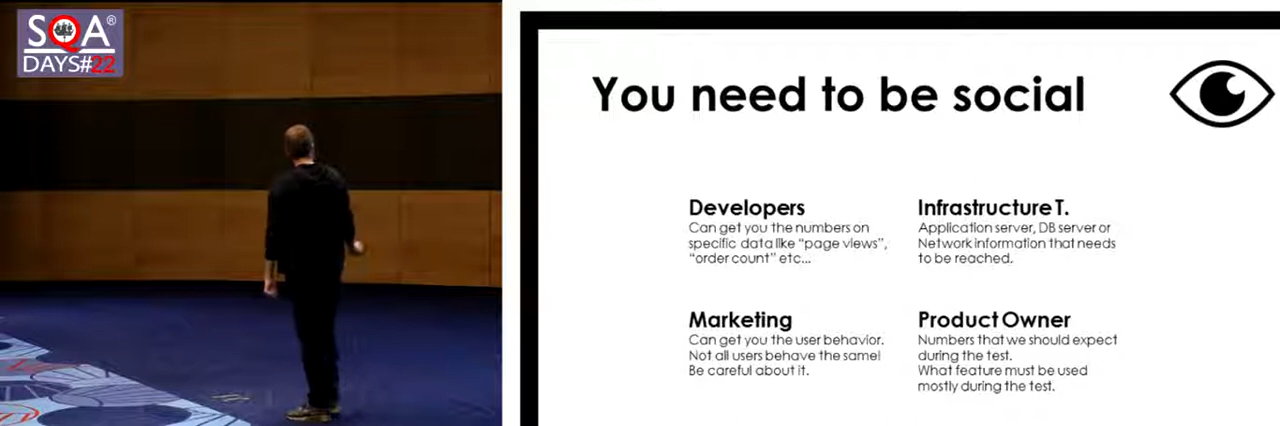 SQA®
DAYS#22
You need to be social
Developers
Can get you the numbers on
specific data like “page views”,
“order count” etc...
Infrastructure T.
Application server, DB server or
Network information that needs
to be reached.
Marketing
Can get you the user behavior.
Not all users behave the same!
Be careful about it.
Product Owner
Numbers that we should expect
during the test.
What feature must be used
mostly during the test.